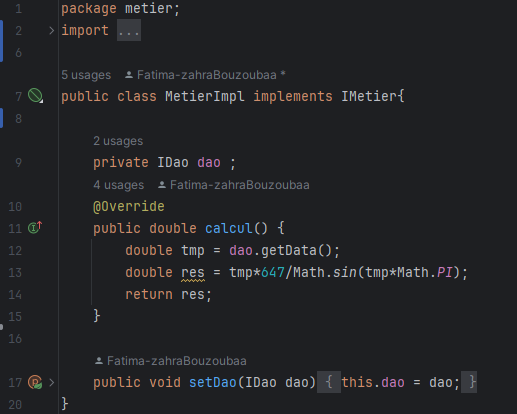 1 package metier;
2 import ...
6
5 usages Fatima-zahraBouzoubaa *
7 public class MetierImpl implements IMetier{
8
2 usages
9 private IDao dao ;
4 usages Fatima-zahraBouzoubaa
10 @Override
11 public double calcul() {
12 double tmp = dao.getData();
13 double res = tmp*647/Math.sin(tmp*Math.PI);
14 return res;
15 }
16
Fatima-zahraBouzoubaa
17 public void setDao(IDao dao) { this.dao = dao; }
20 }